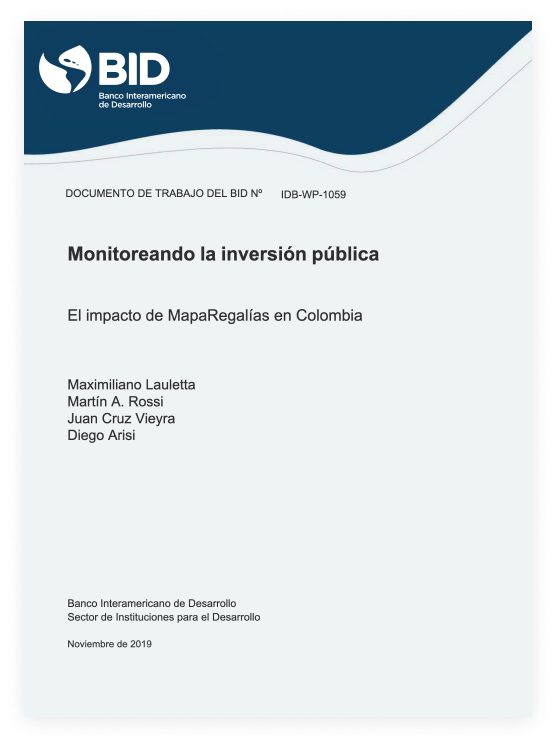 BID
Banco Interamericano
de Desarrollo
DOCUMENTO DE TRABAJO DEL BID Nº IDB-WP-1059
Monitoreando la inversión pública
El impacto de MapaRegalías en Colombia
Maximiliano Lauletta
Martín A. Rossi
Juan Cruz Vieyra
Diego Arisi
Banco Interamericano de Desarrollo
Sector de Instituciones para el Desarrollo
Noviembre de 2019